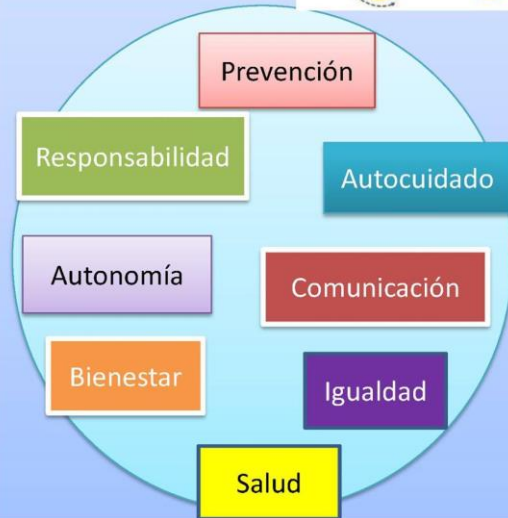 Prevención
Responsabilidad
Autocuidado
Autonomía
Comunicación
Bienestar
Igualdad
Salud